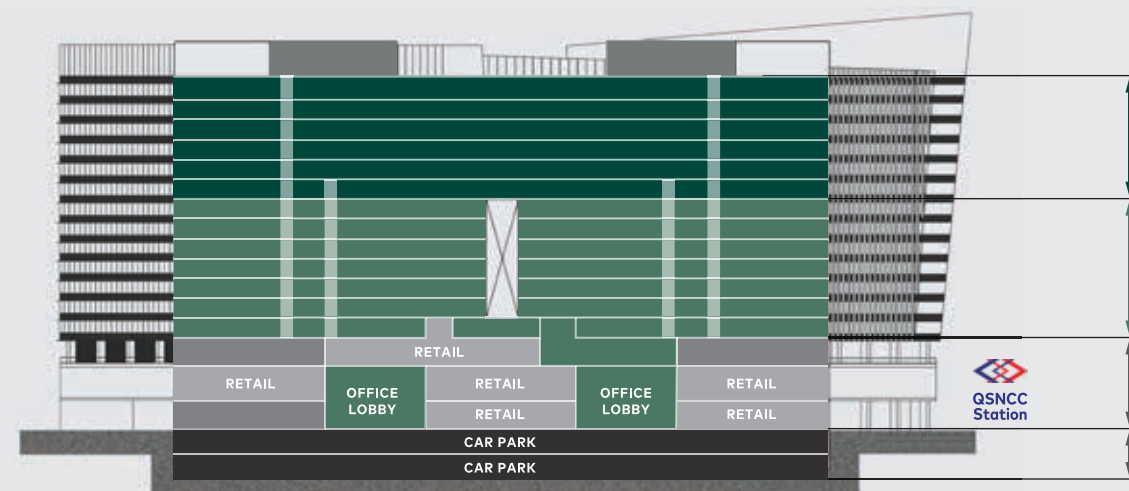 RETAIL
RETAIL
OFFICE
LOBBY
RETAIL
OFFICE
LOBBY
RETAIL
RETAIL
RETAIL
QSNCC
Station
CAR PARK
CAR PARK